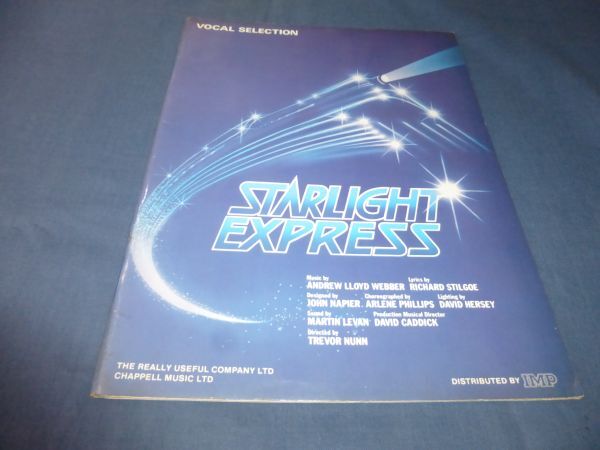 VOCAL SELECTION
STARLIGHT
EXPRESS
Music by Lyrics by
ANDREW LLOYD WEBBER RICHARD STILGOE
Designed by Choreographed by Lighting by
JOHN NAPIER ARLENE PHILLIPS DAVID HERSEY
Sound by Production Musical Director
MARTIN LEVAN DAVID CADDICK
Directed by
TREVOR NUNN
THE REALLY USEFUL COMPANY LTD
CHAPPELL MUSIC LTD
DISTRIBUTED BY IMP